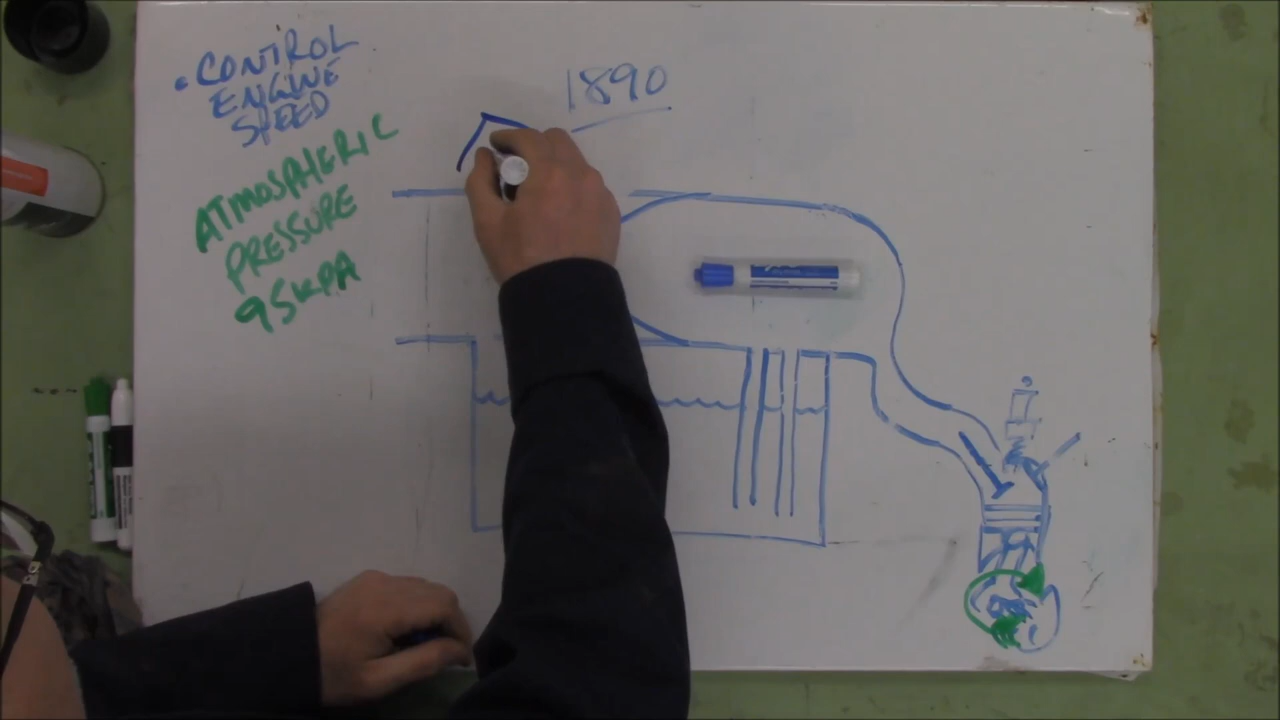 • CONTROL
ENGINE
SPEED
1890
ATMOSPHERIC
PRESSURE
95KPA